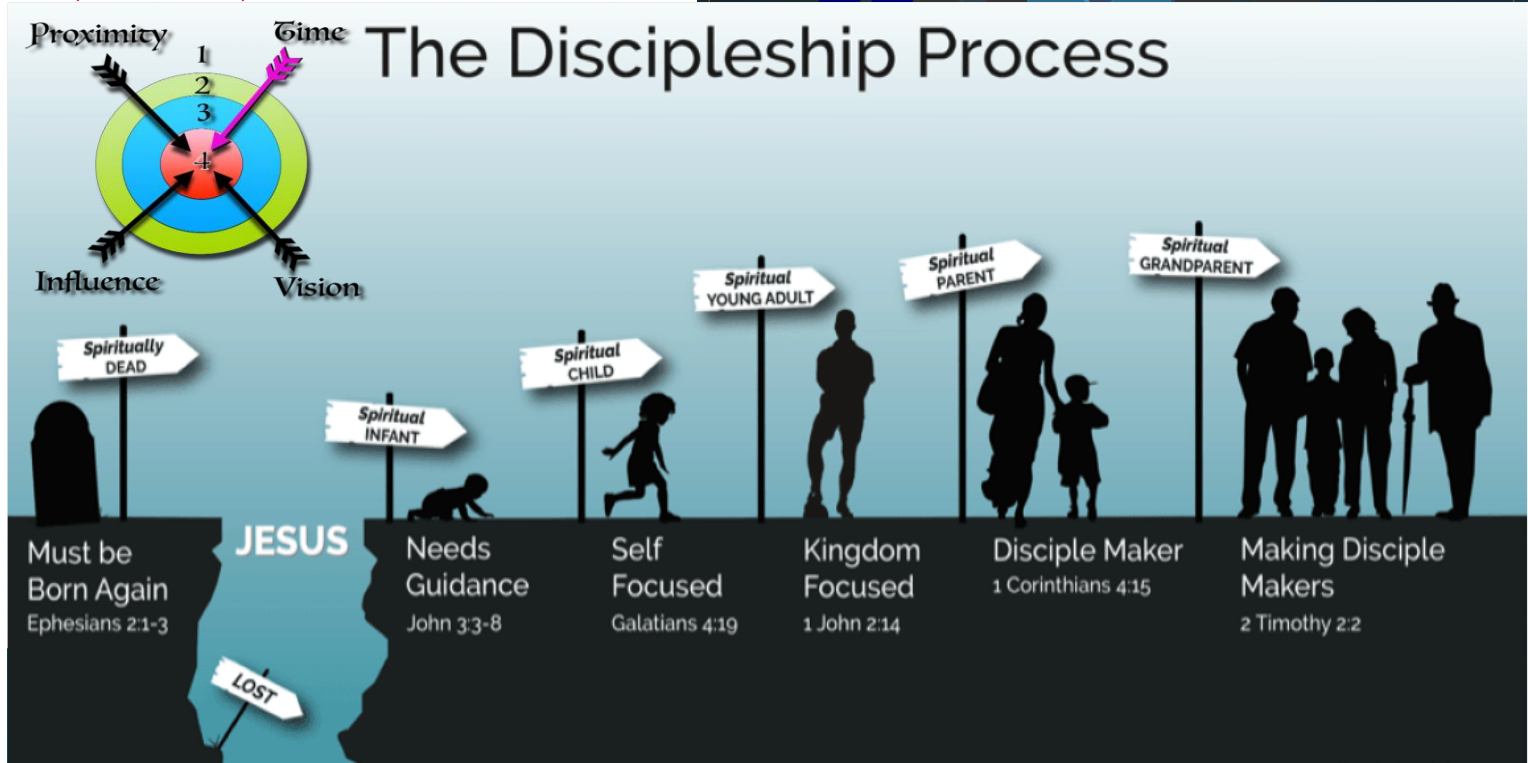 The Discipleship Process
Proximity
Time
1
2
3
4
Influence
Vision
Spiritually
DEAD
Spiritual
INFANT
Spiritual
CHILD
Spiritual
YOUNG ADULT
Spiritual
PARENT
Spiritual
GRANDPARENT
Must be
Born Again
Ephesians 2:1-3
JESUS
LOST
Needs
Guidance
John 3:3-8
Self
Focused
Galatians 4:19
Kingdom
Focused
1 John 2:14
Disciple Maker
1 Corinthians 4:15
Making Disciple
Makers
2 Timothy 2:2